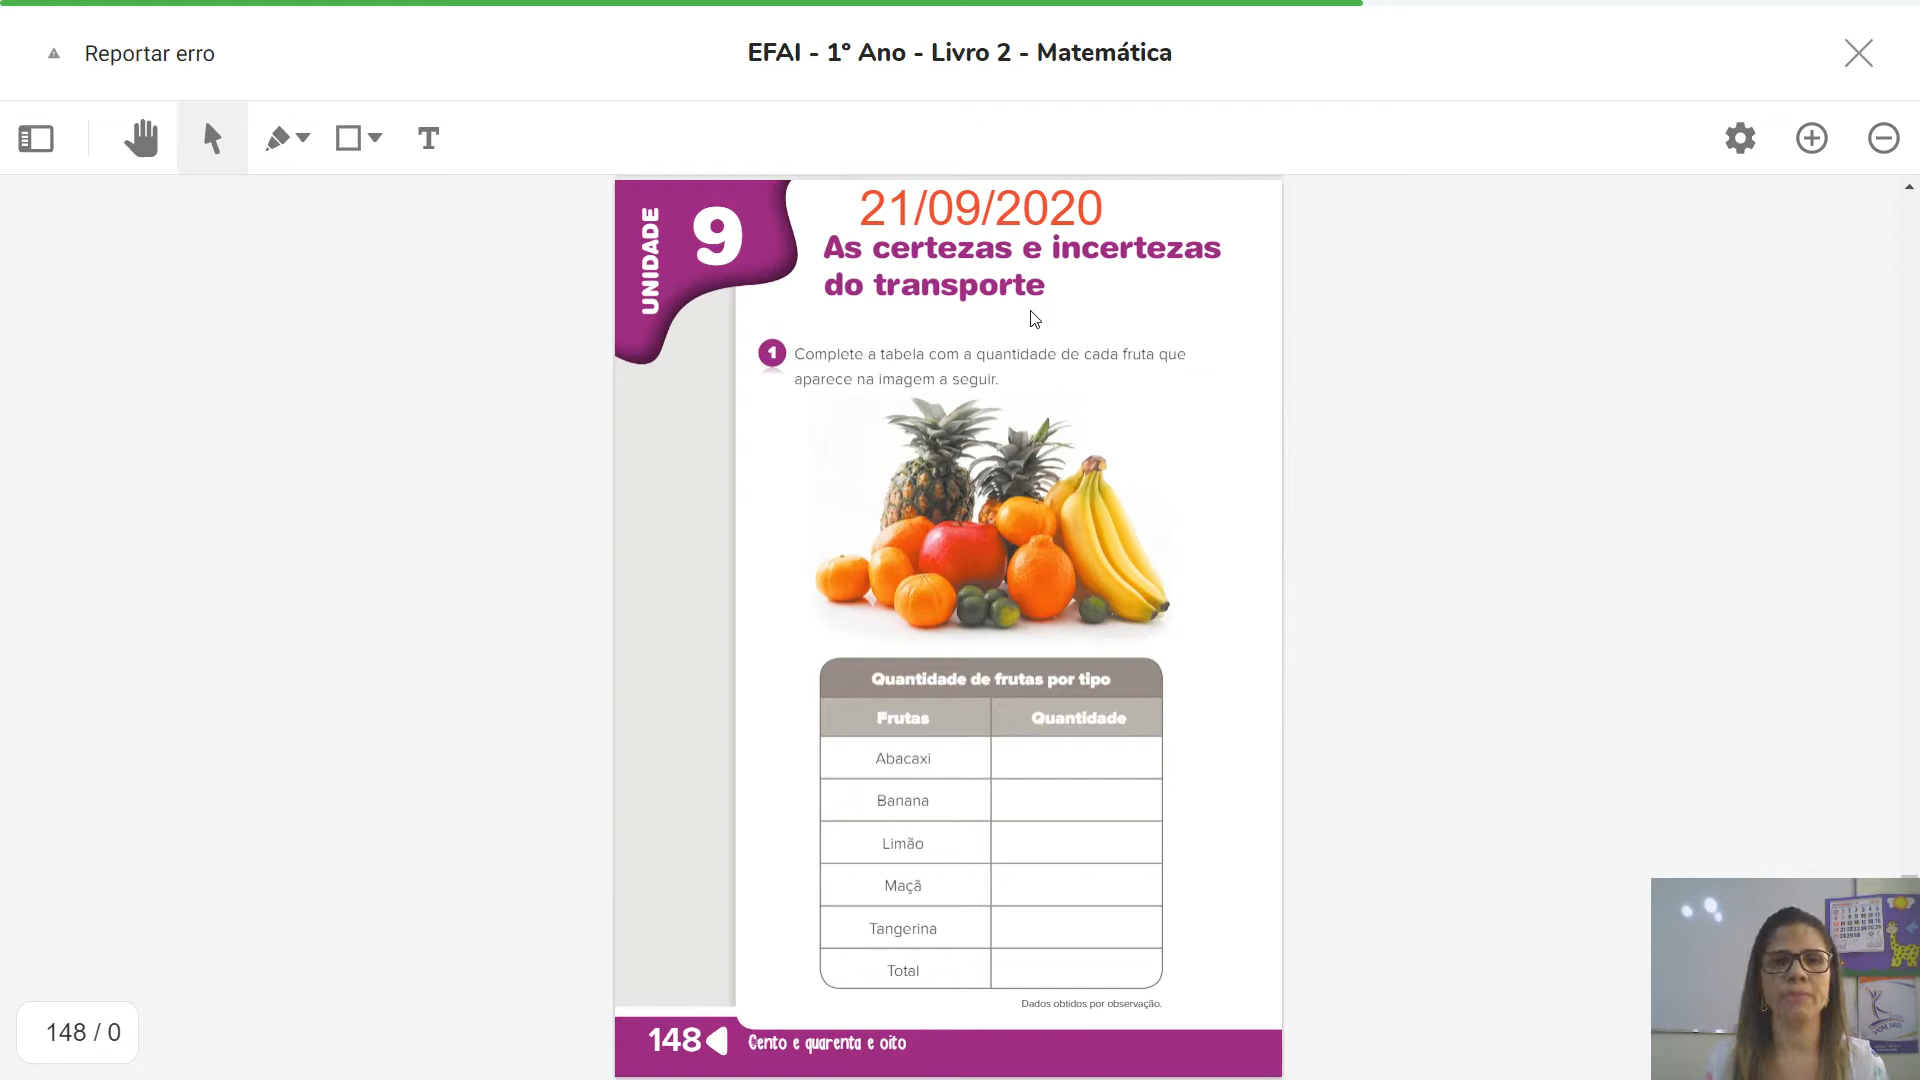 Reportar erro
EFAI - 1º Ano - Livro 2 - Matemática
T
UNIDADE
9
21/09/2020
As certezas e incertezas
do transporte
1 Complete a tabela com a quantidade de cada fruta que
aparece na imagem a seguir.
Quantidade de frutas por tipo
Frutas Quantidade
Abacaxi
Banana
Limão
Maçã
Tangerina
Total
Dados obtidos por observação.
148 Cento e quarenta e oito
148 / 0